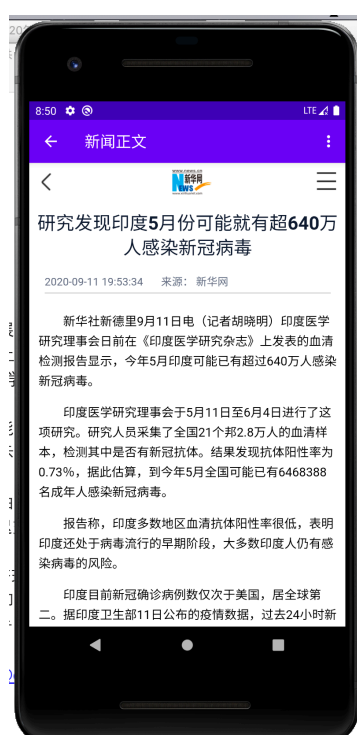 8:50
LTE
新闻正文
www.news.cn
新华网
NEWS
研究发现印度5月份可能就有超640万
人感染新冠病毒
2020-09-11 19:53:34 来源： 新华网
新华社新德里9月11日电（记者胡晓明）印度医学
研究理事会日前在《印度医学研究杂志》上发表的血清
检测报告显示，今年5月印度可能已有超过640万人感染
新冠病毒。
印度医学研究理事会于5月11日至6月4日进行了这
项研究。研究人员采集了全国21个邦2.8万人的血清样
本，检测其中是否有新冠抗体。结果发现抗体阳性率为
0.73%，据此估算，到今年5月全国可能已有6468388
名成年人感染新冠病毒。
报告称，印度多数地区血清抗体阳性率很低，表明
印度还处于病毒流行的早期阶段，大多数印度人仍有感
染病毒的风险。
印度目前新冠确诊病例数仅次于美国，居全球第
二。据印度卫生部11日公布的疫情数据，过去24小时新